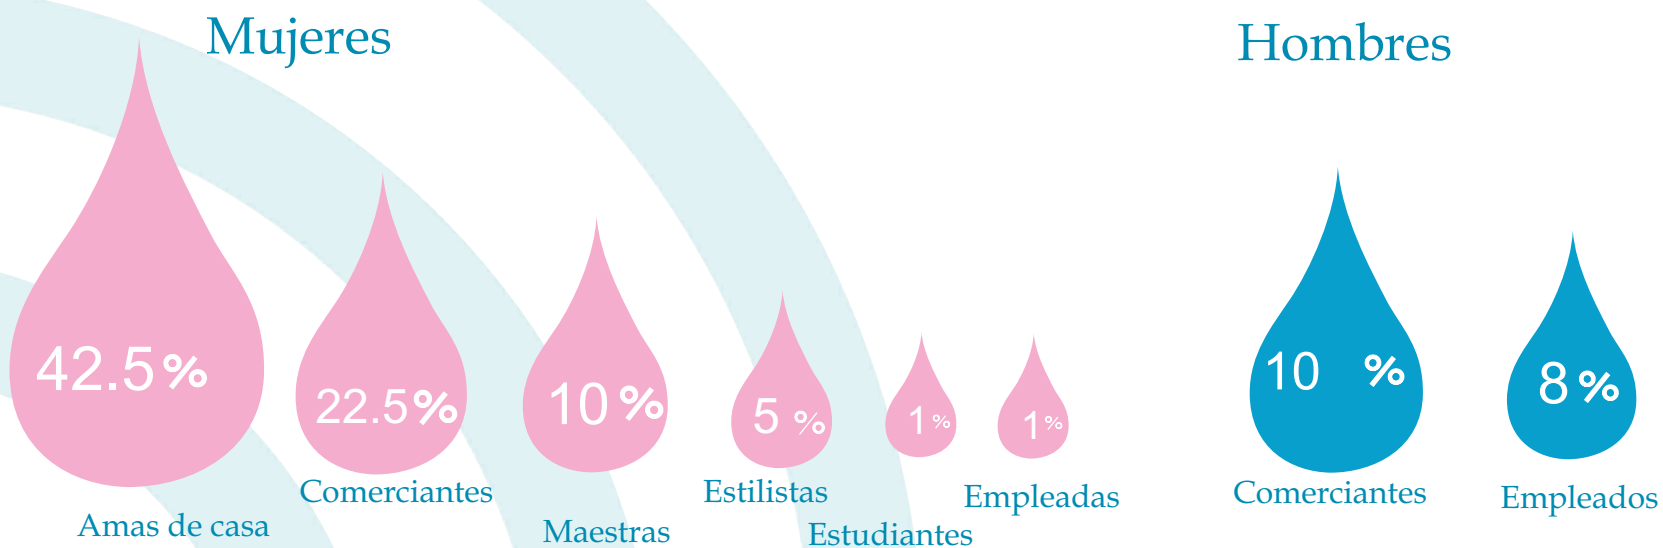 Mujeres
Hombres
42.5%
22.5%
10%
5 %
1%
1%
10 %
8%
Amas de casa
Comerciantes
Maestras
Estilistas
Estudiantes
Empleadas
Comerciantes
Empleados